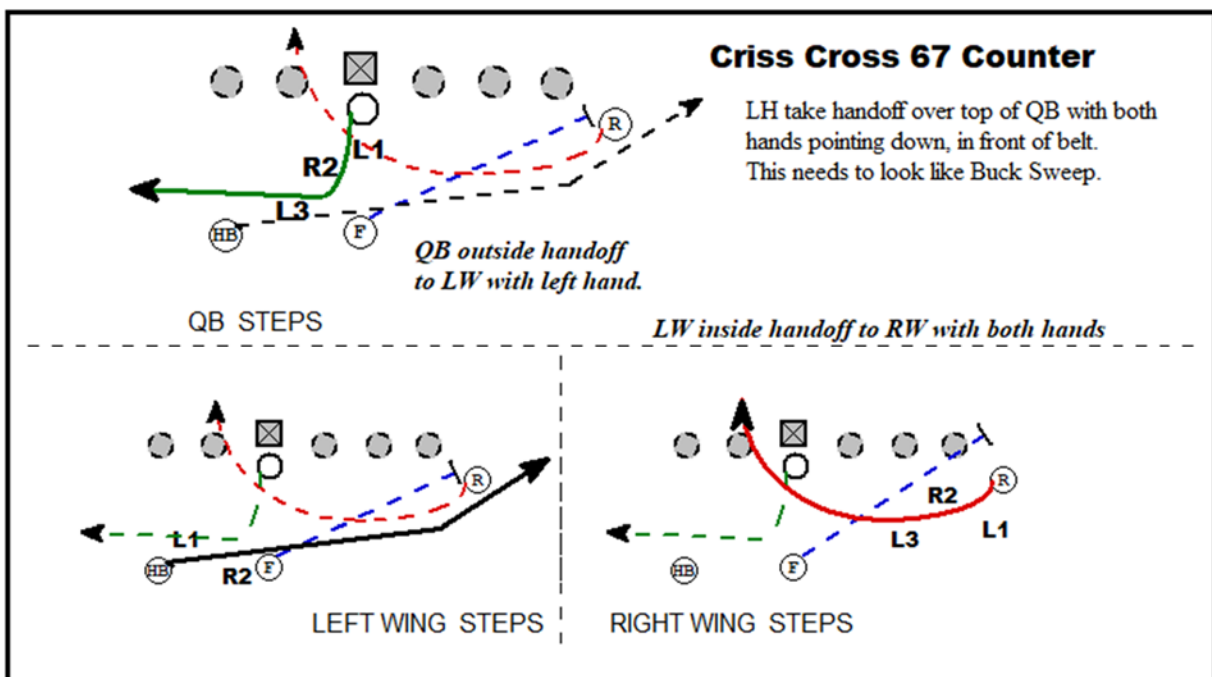 Criss Cross 67 Counter
LH take handoff over top of QB with both
hands pointing down, in front of belt.
This needs to look like Buck Sweep.
R
L1
R2
L3
HB
F
QB outside handoff
to LW with left hand.
QB STEPS
LW inside handoff to RW with both hands
R
L1
HB
R2
F
LEFT WING STEPS
R
R2
L1
L3
HB
F
RIGHT WING STEPS